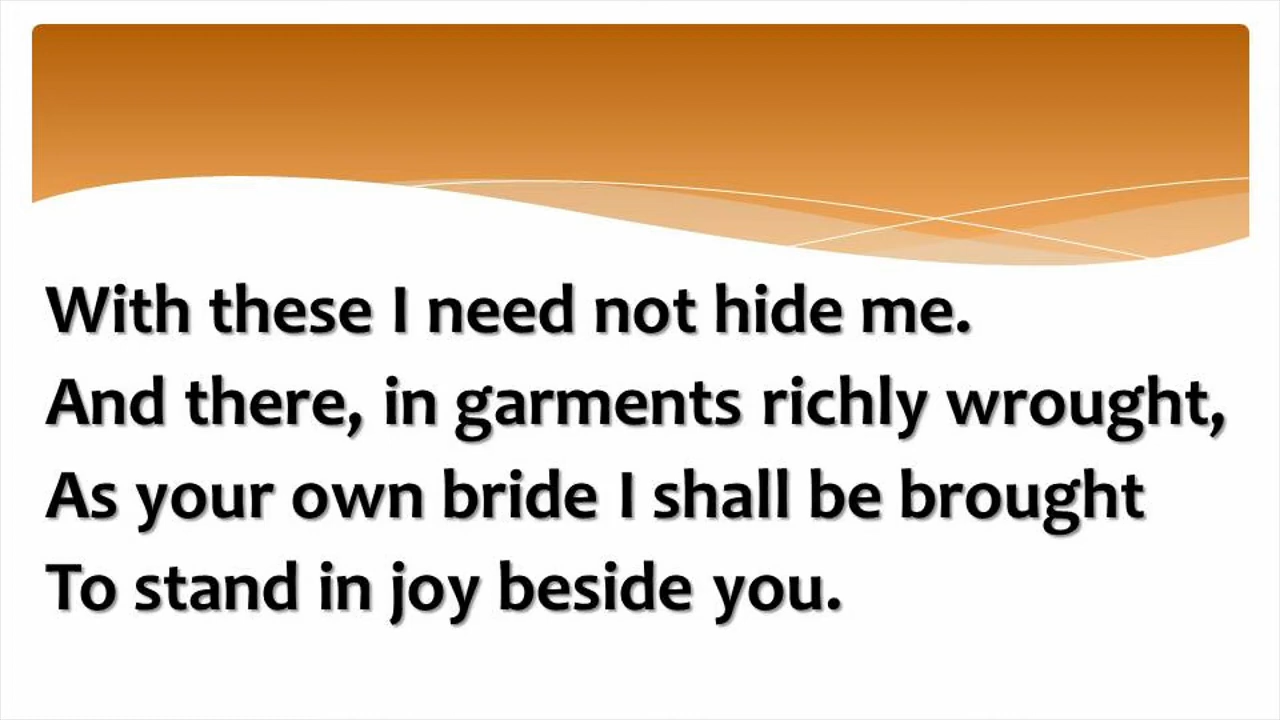 With these I need not hide me.
And there, in garments richly wrought,
As your own bride I shall be brought
To stand in joy beside you.